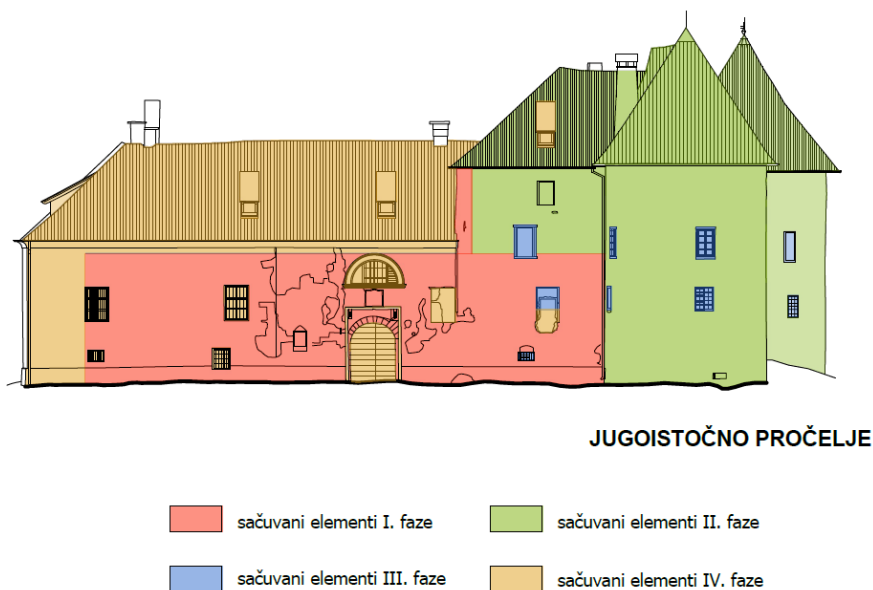 JUGOISTOČNO PROČELJE
sačuvani elementi I. faze
sačuvani elementi II. faze
sačuvani elementi III. faze
sačuvani elementi IV. faze